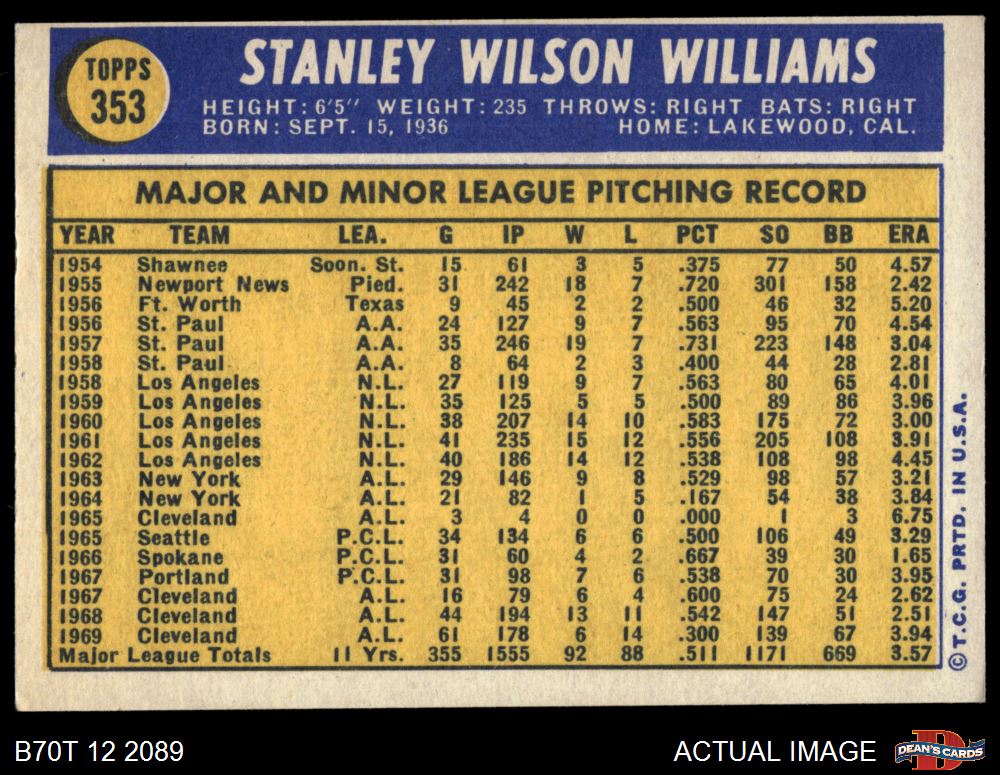 TOPPS
353
STANLEY WILSON WILLIAMS
HEIGHT: 6'5" WEIGHT: 235 THROWS: RIGHT BATS: RIGHT
BORN: SEPT. 15, 1936 HOME: LAKEWOOD, CAL.
MAJOR AND MINOR LEAGUE PITCHING RECORD
YEAR TEAM LEA. G IP W L PCT SO BB ERA
1954 Shawnee Soon. St. 15 61 3 5 .375 77 50 4.57
1955 Newport News Pied. 31 242 18 7 .720 301 158 2.42
1956 Ft. Worth Texas 9 45 2 2 .500 46 32 5.20
1956 St. Paul A.A. 24 127 9 7 .563 95 70 4.54
1957 St. Paul A.A. 35 246 19 7 .731 223 148 3.04
1958 St. Paul A.A. 8 64 2 3 .400 44 28 2.81
1958 Los Angeles N.L. 27 119 9 7 .563 80 65 4.01
1959 Los Angeles N.L. 35 125 5 5 .500 89 86 3.96
1960 Los Angeles N.L. 38 207 14 10 .583 175 72 3.00
1961 Los Angeles N.L. 41 235 15 12 .556 205 108 3.91
1962 Los Angeles N.L. 40 186 14 12 .538 108 98 4.45
1963 New York A.L. 29 146 9 8 .529 98 57 3.21
1964 New York A.L. 21 82 1 5 .167 54 38 3.84
1965 Cleveland A.L. 3 4 0 0 .000 1 3 6.75
1965 Seattle P.C.L. 34 134 6 6 .500 106 49 3.29
1966 Spokane P.C.L. 31 60 4 2 .667 39 30 1.65
1967 Portland P.C.L. 31 98 7 6 .538 70 30 3.95
1967 Cleveland A.L. 16 79 6 4 .600 75 24 2.62
1968 Cleveland A.L. 44 194 13 11 .542 147 51 2.51
1969 Cleveland A.L. 61 178 6 14 .300 139 67 3.94
Major League Totals 11 Yrs. 355 1555 92 88 .511 1171 669 3.57
© T.C.G. PRTD. IN U.S.A.
B70T 12 2089 ACTUAL IMAGE DEAN'S CARDS